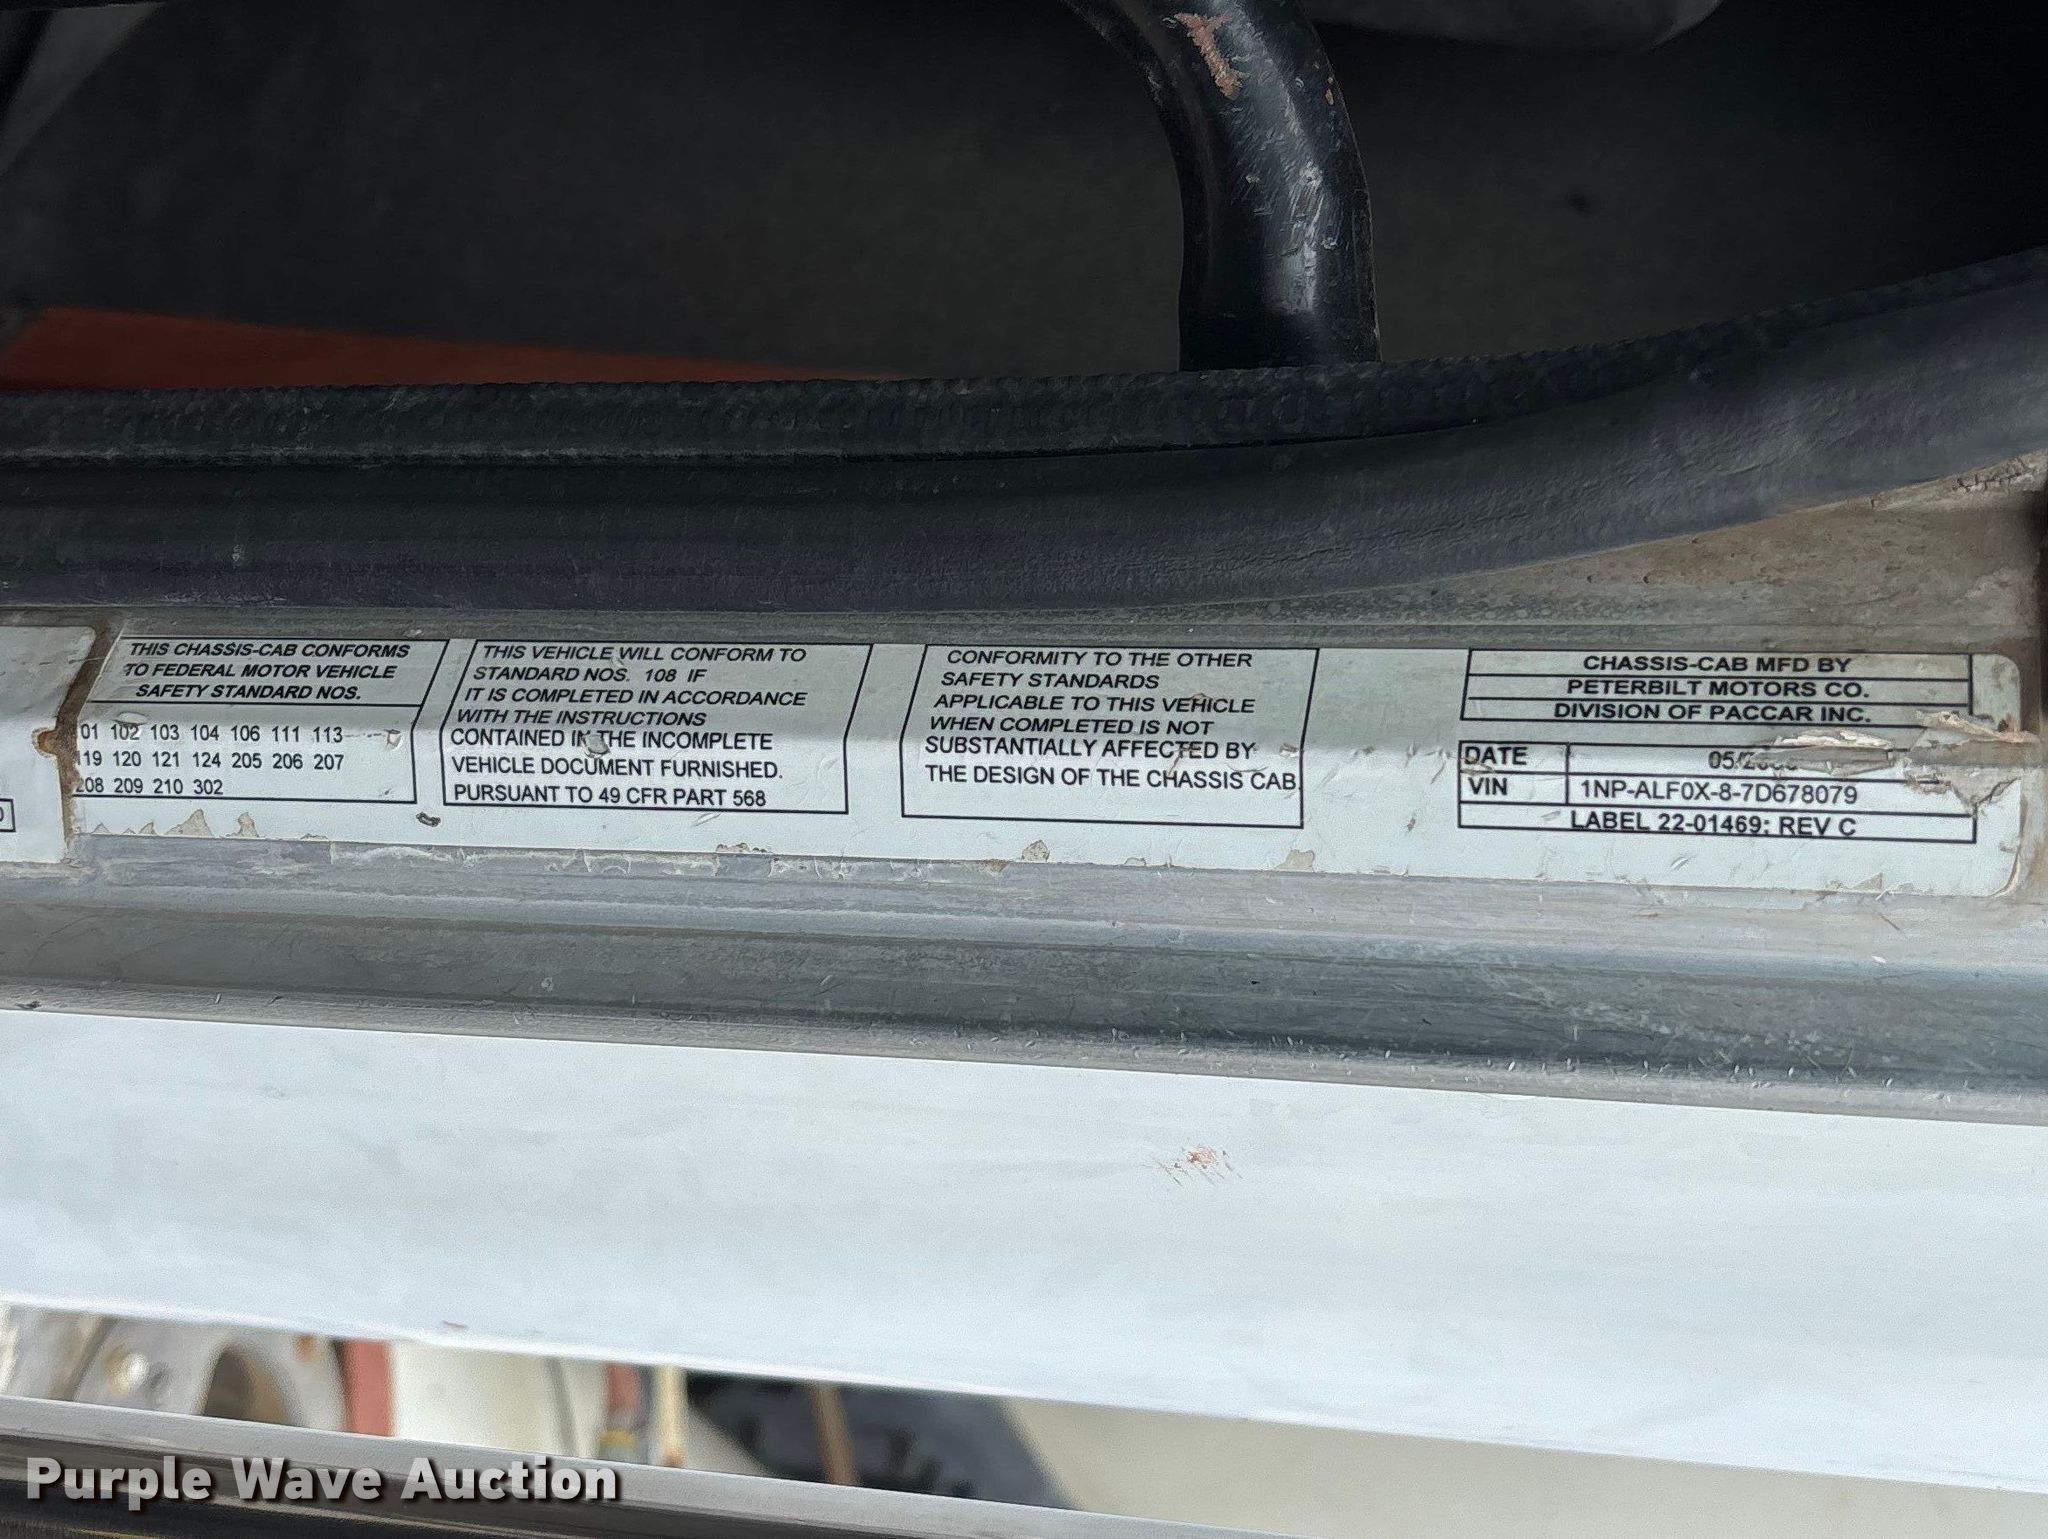 THIS CHASSIS-CAB CONFORMS
TO FEDERAL MOTOR VEHICLE
SAFETY STANDARD NOS.
101 102 103 104 106 111 113
119 120 121 124 205 206 207
208 209 210 302
THIS VEHICLE WILL CONFORM TO
STANDARD NOS. 108 IF
IT IS COMPLETED IN ACCORDANCE
WITH THE INSTRUCTIONS
CONTAINED IN THE INCOMPLETE
VEHICLE DOCUMENT FURNISHED.
PURSUANT TO 49 CFR PART 568
CONFORMITY TO THE OTHER
SAFETY STANDARDS
APPLICABLE TO THIS VEHICLE
WHEN COMPLETED IS NOT
SUBSTANTIALLY AFFECTED BY
THE DESIGN OF THE CHASSIS CAB
CHASSIS-CAB MFD BY
PETERBILT MOTORS CO.
DIVISION OF PACCAR INC.
DATE
VIN 1NP-ALF0X-8-7D678079
LABEL 22-01469: REV C
Purple Wave Auction